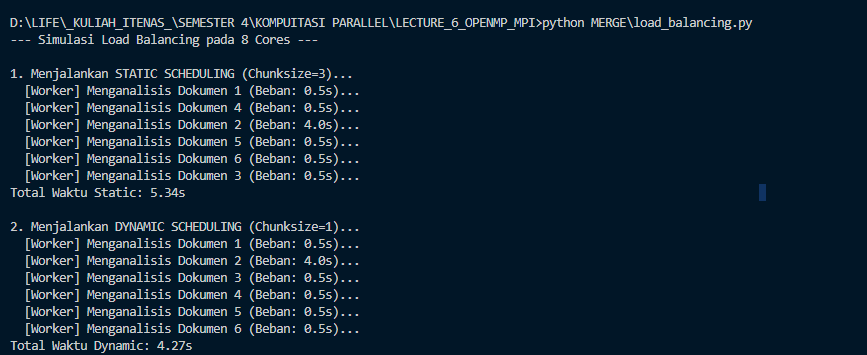 D:\LIFE\_KULIAH_ITENAS_\SEMESTER 4\KOMPUITASI PARALLEL\LECTURE_6_OPENMP_MPI>python MERGE\load_balancing.py
--- Simulasi Load Balancing pada 8 Cores ---
1. Menjalankan STATIC SCHEDULING (Chunksize=3)...
[Worker] Menganalisis Dokumen 1 (Beban: 0.5s)...
[Worker] Menganalisis Dokumen 4 (Beban: 0.5s)...
[Worker] Menganalisis Dokumen 2 (Beban: 4.0s)...
[Worker] Menganalisis Dokumen 5 (Beban: 0.5s)...
[Worker] Menganalisis Dokumen 6 (Beban: 0.5s)...
[Worker] Menganalisis Dokumen 3 (Beban: 0.5s)...
Total Waktu Static: 5.34s
2. Menjalankan DYNAMIC SCHEDULING (Chunksize=1)...
[Worker] Menganalisis Dokumen 1 (Beban: 0.5s)...
[Worker] Menganalisis Dokumen 2 (Beban: 4.0s)...
[Worker] Menganalisis Dokumen 3 (Beban: 0.5s)...
[Worker] Menganalisis Dokumen 4 (Beban: 0.5s)...
[Worker] Menganalisis Dokumen 5 (Beban: 0.5s)...
[Worker] Menganalisis Dokumen 6 (Beban: 0.5s)...
Total Waktu Dynamic: 4.27s